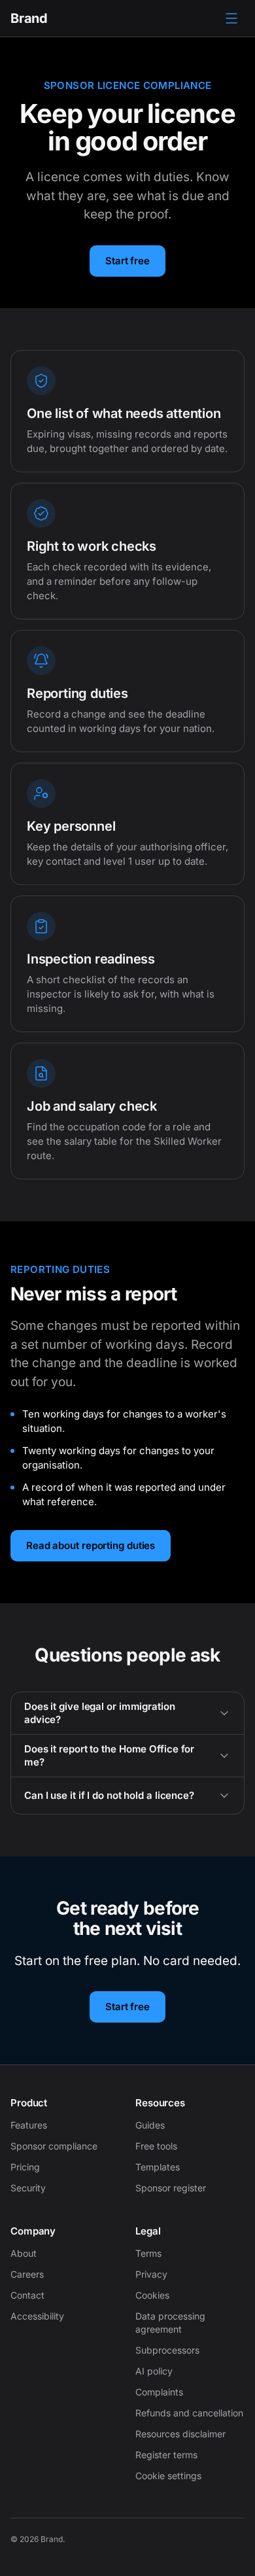 Brand
SPONSOR LICENCE COMPLIANCE
Keep your licence
in good order
A licence comes with duties. Know
what they are, see what is due and
keep the proof.
Start free
One list of what needs attention
Expiring visas, missing records and reports
due, brought together and ordered by date.
Right to work checks
Each check recorded with its evidence,
and a reminder before any follow-up
check.
Reporting duties
Record a change and see the deadline
counted in working days for your nation.
Key personnel
Keep the details of your authorising officer,
key contact and level 1 user up to date.
Inspection readiness
A short checklist of the records an
inspector is likely to ask for, with what is
missing.
Job and salary check
Find the occupation code for a role and
see the salary table for the Skilled Worker
route.
REPORTING DUTIES
Never miss a report
Some changes must be reported within
a set number of working days. Record
the change and the deadline is worked
out for you.
Ten working days for changes to a worker's
situation.
Twenty working days for changes to your
organisation.
A record of when it was reported and under
what reference.
Read about reporting duties
Questions people ask
Does it give legal or immigration
advice?
Does it report to the Home Office for
me?
Can I use it if I do not hold a licence?
Get ready before
the next visit
Start on the free plan. No card needed.
Start free
Product
Features
Sponsor compliance
Pricing
Security
Resources
Guides
Free tools
Templates
Sponsor register
Company
About
Careers
Contact
Accessibility
Legal
Terms
Privacy
Cookies
Data processing
agreement
Subprocessors
AI policy
Complaints
Refunds and cancellation
Resources disclaimer
Register terms
Cookie settings
© 2026 Brand.